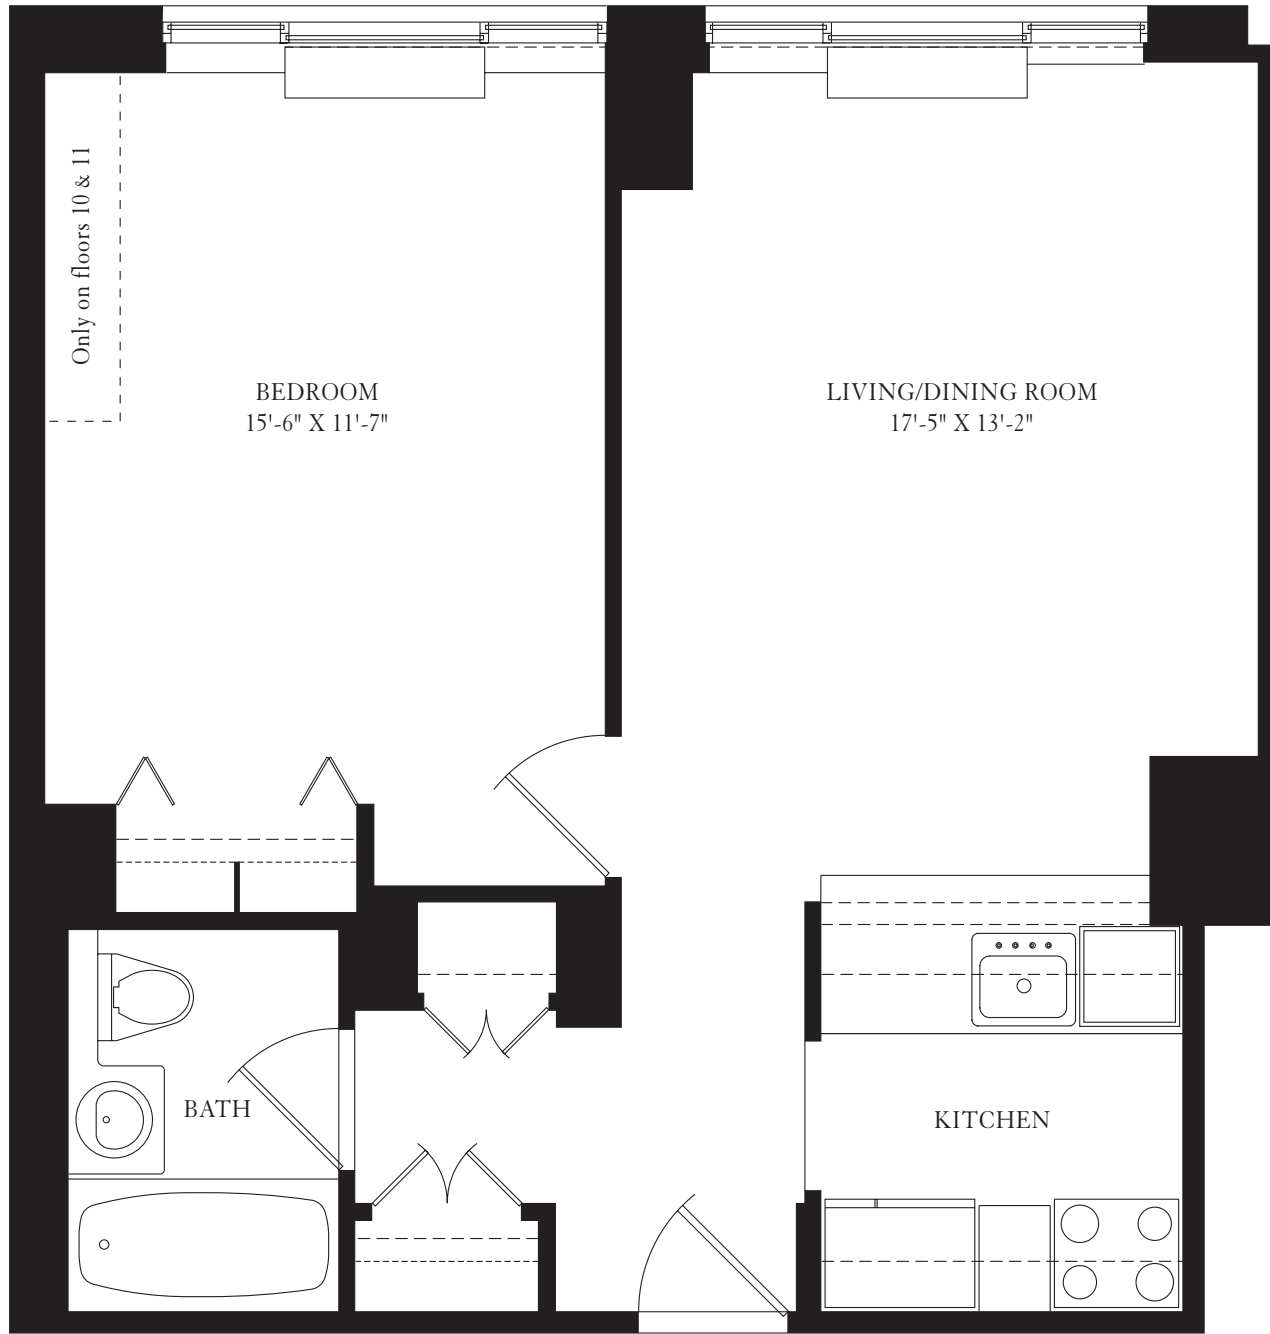 Only on floors 10 & 11
BEDROOM
15'-6" X 11'-7"
LIVING/DINING ROOM
17'-5" X 13'-2"
BATH
KITCHEN